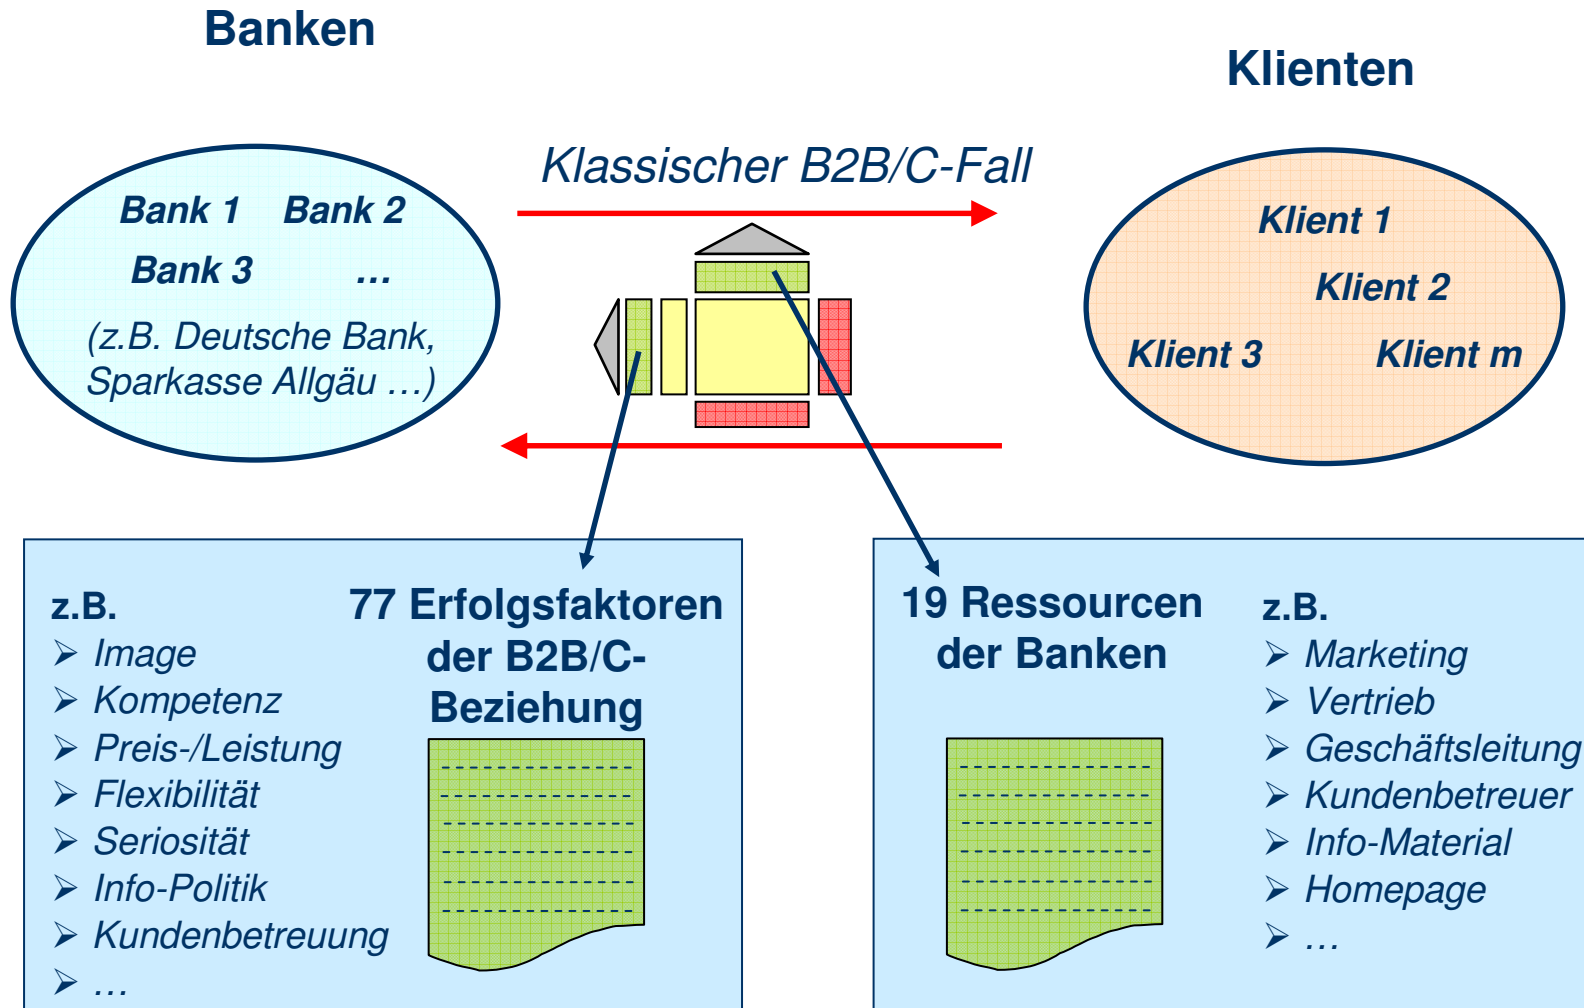 Banken
Klienten
Klassischer B2B/C-Fall
Bank 1 Bank 2
Bank 3 ...
(z.B. Deutsche Bank,
Sparkasse Allgäu ...)
Klient 1
Klient 2
Klient 3 Klient m
z.B.
➢ Image
➢ Kompetenz
➢ Preis-/Leistung
➢ Flexibilität
➢ Seriosität
➢ Info-Politik
➢ Kundenbetreuung
➢ ...
77 Erfolgsfaktoren
der B2B/C-
Beziehung
19 Ressourcen
der Banken
z.B.
➢ Marketing
➢ Vertrieb
➢ Geschäftsleitung
➢ Kundenbetreuer
➢ Info-Material
➢ Homepage
➢ ...